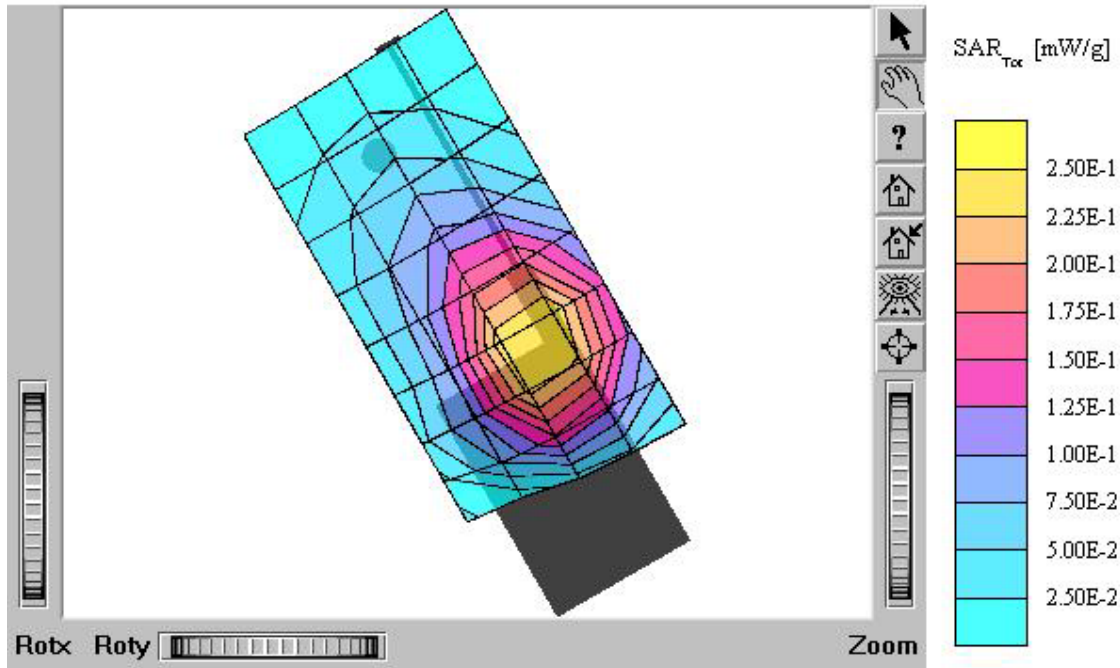 SAR_Tot [mW/g]
?
2.50E-1
2.25E-1
2.00E-1
1.75E-1
1.50E-1
1.25E-1
1.00E-1
7.50E-2
5.00E-2
2.50E-2
Rotx Roty Zoom